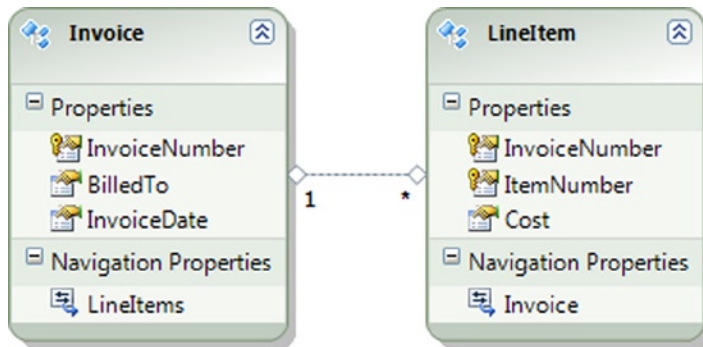 Invoice
Properties
InvoiceNumber
BilledTo
InvoiceDate
Navigation Properties
LineItems
1
*
LineItem
Properties
InvoiceNumber
ItemNumber
Cost
Navigation Properties
Invoice